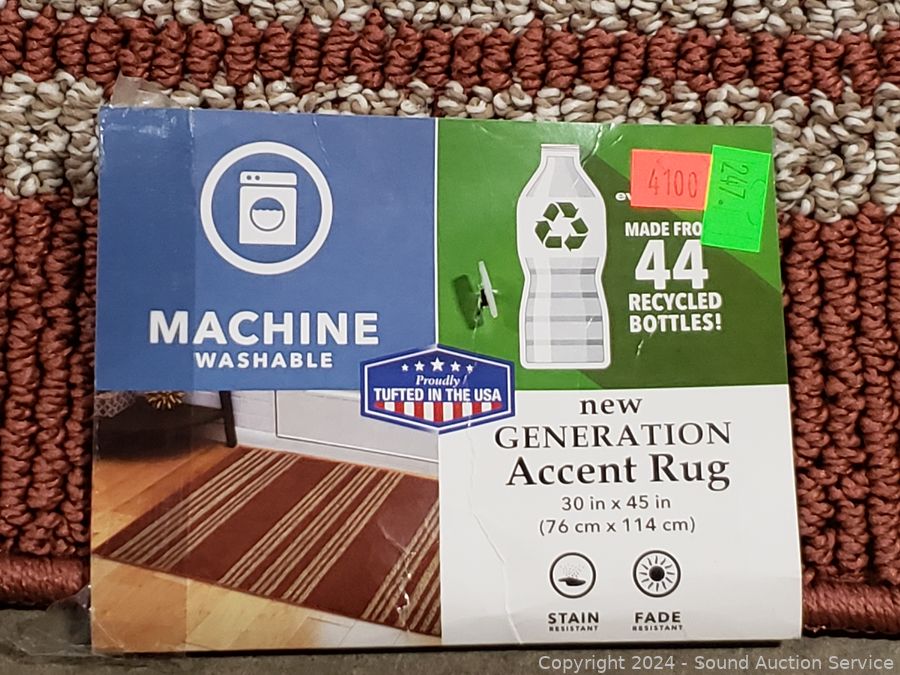 MACHINE
WASHABLE
4100
247.
MADE FROM
44
RECYCLED
BOTTLES!
Proudly
TUFTED IN THE USA
new
GENERATION
Accent Rug
30 in x 45 in
(76 cm x 114 cm)
STAIN
RESISTANT
FADE
RESISTANT
Copyright 2024 - Sound Auction Service